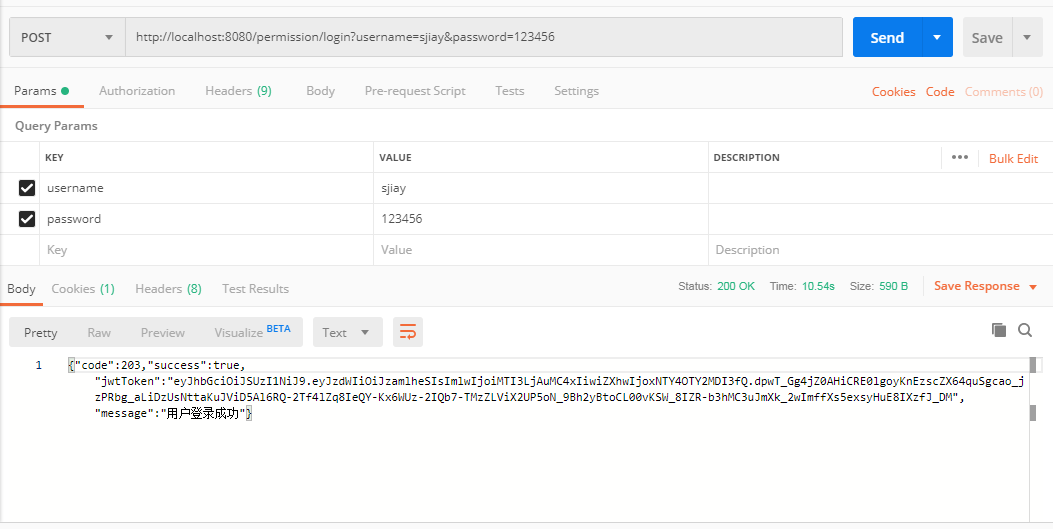 POST http://localhost:8080/permission/login?username=sjiay&password=123456 Send Save
Params Authorization Headers (9) Body Pre-request Script Tests Settings Cookies Code Comments (0)
Query Params
KEY VALUE DESCRIPTION ••• Bulk Edit
username sjiay
password 123456
Key Value Description
Body Cookies (1) Headers (8) Test Results Status: 200 OK Time: 10.54s Size: 590 B Save Response
Pretty Raw Preview Visualize BETA Text
1 {"code":203,"success":true,
"jwtToken":"eyJhbGciOiJSUzI1NiJ9.eyJzdWIiOiJzamlheSIsImlwIjoiMTI3LjAuMC4xIiwiZXhwIjoxNTY4OTY2MDI3fQ.dpwT_Gg4jZ0AHiCRE0lgoyKnEzscZX64quSgcao_j
zPRbg_aLiDzUsNttaKuJViD5Al6RQ-2Tf4lZq8IeQY-Kx6WUz-2IQb7-TMzZLViX2UP5oN_9Bh2yBtoCL00vKSW_8IZR-b3hMC3uJmXk_2wImffXs5exsyHuE8IXzfJ_DM",
"message":"用户登录成功"}